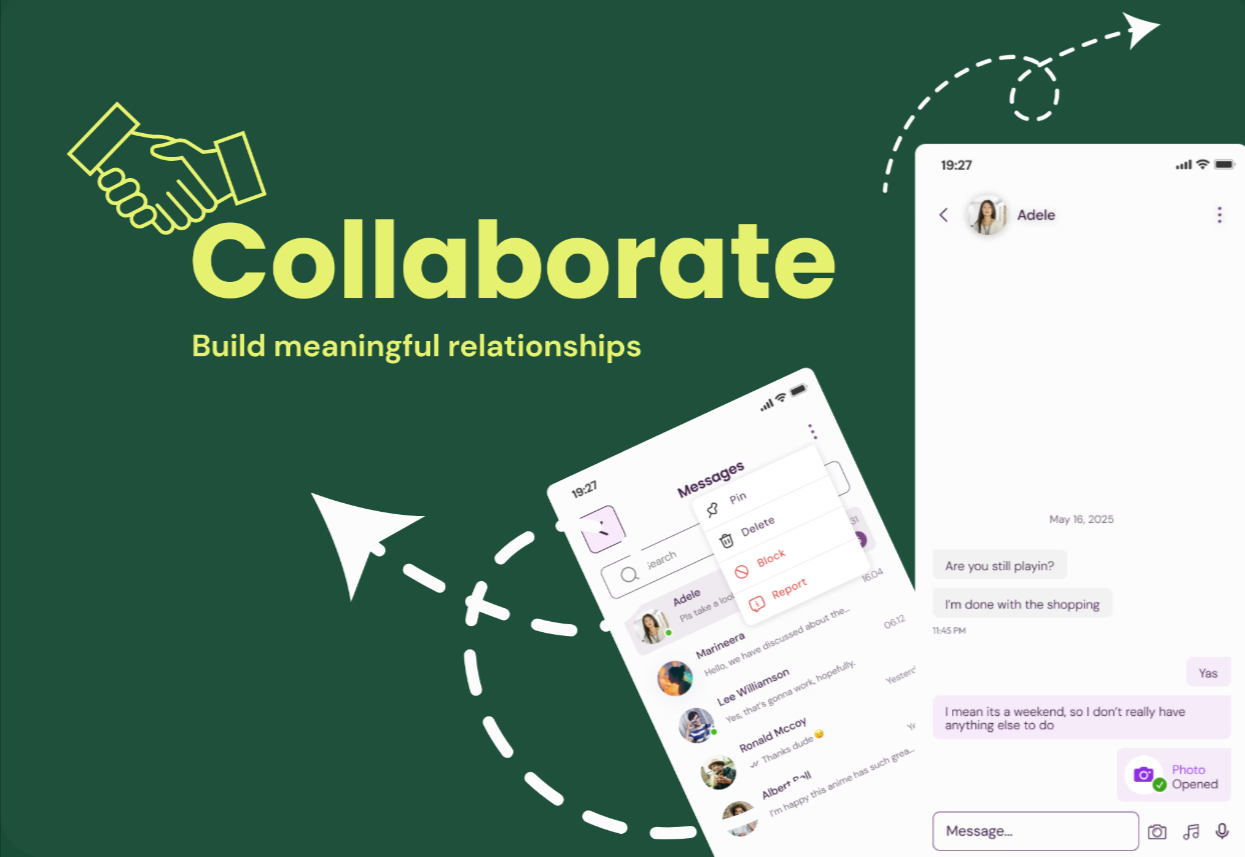 Collaborate
Build meaningful relationships
19:27
Messages
Pin
Delete
Block
Report
Adele
Pls take a
Marineera
16.04
Hello, we have discussed about the...
Lee Williamson
06.12
Yes, that's gonna work, hopefully.
Ronald Mccoy
Thanks dude
Albert
I'm happy this anime has such grea...
19:27
Adele
May 16, 2025
Are you still playin?
I'm done with the shopping
11:45 PM
Yas
I mean its a weekend, so I don't really have
anything else to do
Photo
Opened
Message...